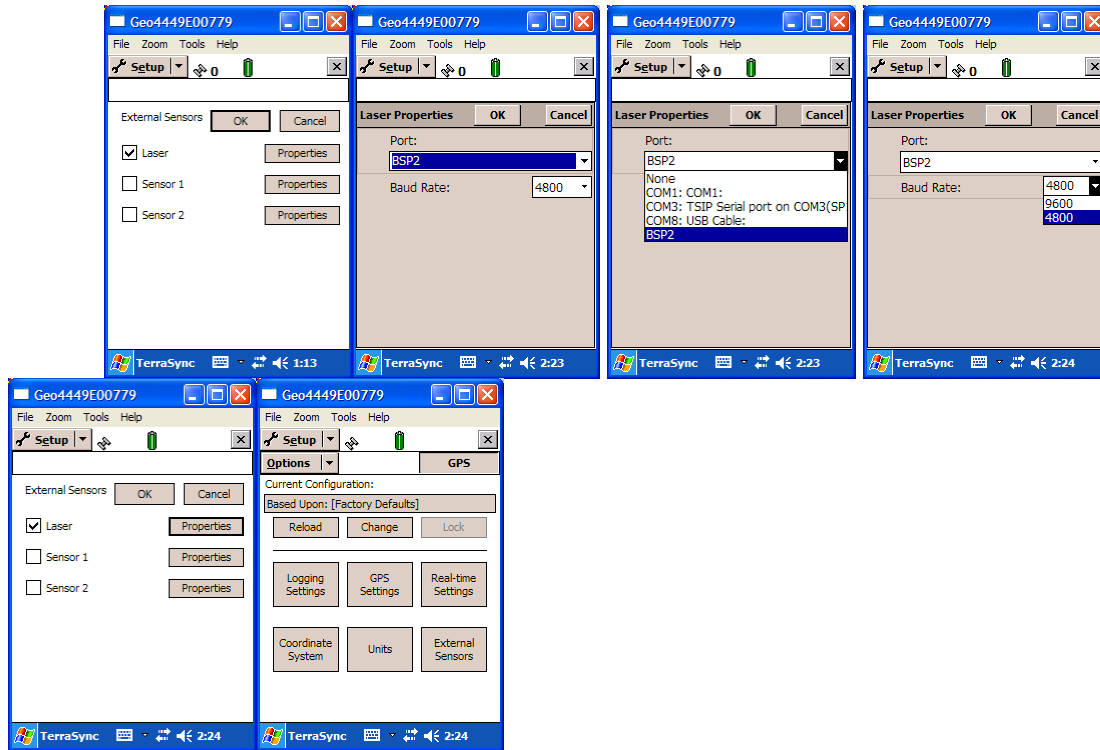 Geo4449E00779
File Zoom Tools Help
Setup 0
External Sensors OK Cancel
Laser Properties
Sensor 1 Properties
Sensor 2 Properties
TerraSync 1:13
Geo4449E00779
File Zoom Tools Help
Setup 0
Laser Properties OK Cancel
Port:
BSP2
Baud Rate: 4800
TerraSync 2:23
Geo4449E00779
File Zoom Tools Help
Setup 0
Laser Properties OK Cancel
Port:
BSP2
None
COM1: COM1:
COM3: TSIP Serial port on COM3(SP
COM8: USB Cable:
BSP2
TerraSync 2:23
Geo4449E00779
File Zoom Tools Help
Setup 0
Laser Properties OK Cancel
Port:
BSP2
Baud Rate: 4800
9600
4800
TerraSync 2:24
Geo4449E00779
File Zoom Tools Help
Setup
External Sensors OK Cancel
Laser Properties
Sensor 1 Properties
Sensor 2 Properties
TerraSync 2:24
Geo4449E00779
File Zoom Tools Help
Setup
Options GPS
Current Configuration:
Based Upon: [Factory Defaults]
Reload Change Lock
Logging Settings GPS Settings Real-time Settings
Coordinate System Units External Sensors
TerraSync 2:24